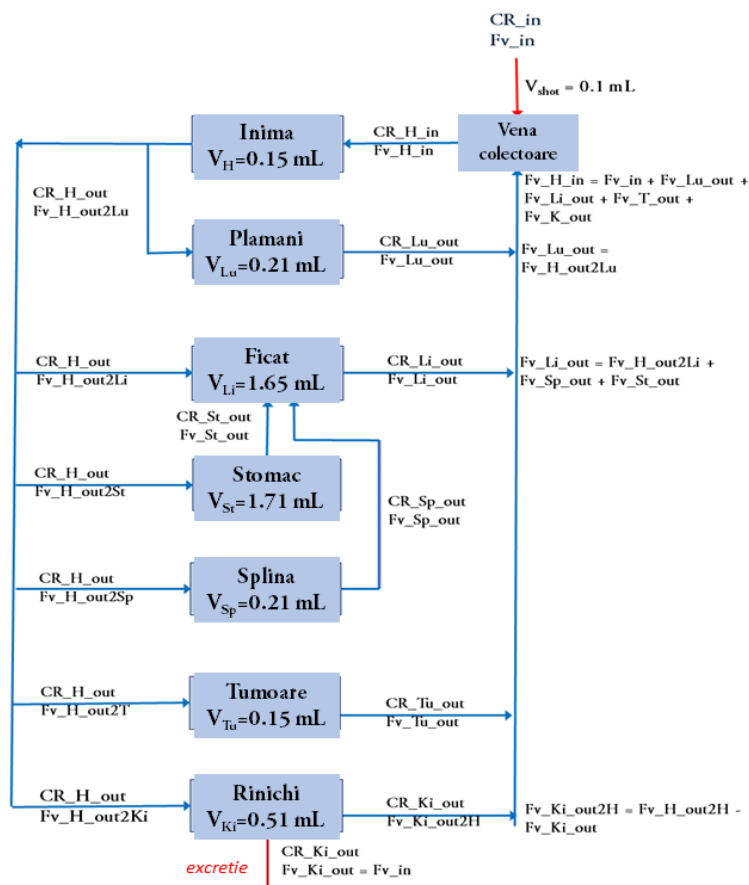 CR_in
Fv_in
V_shot = 0.1 mL
Inima
V_H=0.15 mL
CR_H_in
Fv_H_in
Vena
colectoare
CR_H_out
Fv_H_out2Lu
Fv_H_in = Fv_in + Fv_Lu_out +
Fv_Li_out + Fv_T_out +
Fv_K_out
Plamani
V_Lu=0.21 mL
CR_Lu_out
Fv_Lu_out
Fv_Lu_out =
Fv_H_out2Lu
CR_H_out
Fv_H_out2Li
Ficat
V_Li=1.65 mL
CR_Li_out
Fv_Li_out
Fv_Li_out = Fv_H_out2Li +
Fv_Sp_out + Fv_St_out
CR_St_out
Fv_St_out
CR_H_out
Fv_H_out2St
Stomac
V_St=1.71 mL
CR_Sp_out
Fv_Sp_out
CR_H_out
Fv_H_out2Sp
Splina
V_Sp=0.21 mL
CR_H_out
Fv_H_out2T
Tumoare
V_Tu=0.15 mL
CR_Tu_out
Fv_Tu_out
CR_H_out
Fv_H_out2Ki
Rinichi
V_Ki=0.51 mL
CR_Ki_out
Fv_Ki_out2H
Fv_Ki_out2H = Fv_H_out2H -
Fv_Ki_out
excretie
CR_Ki_out
Fv_Ki_out = Fv_in